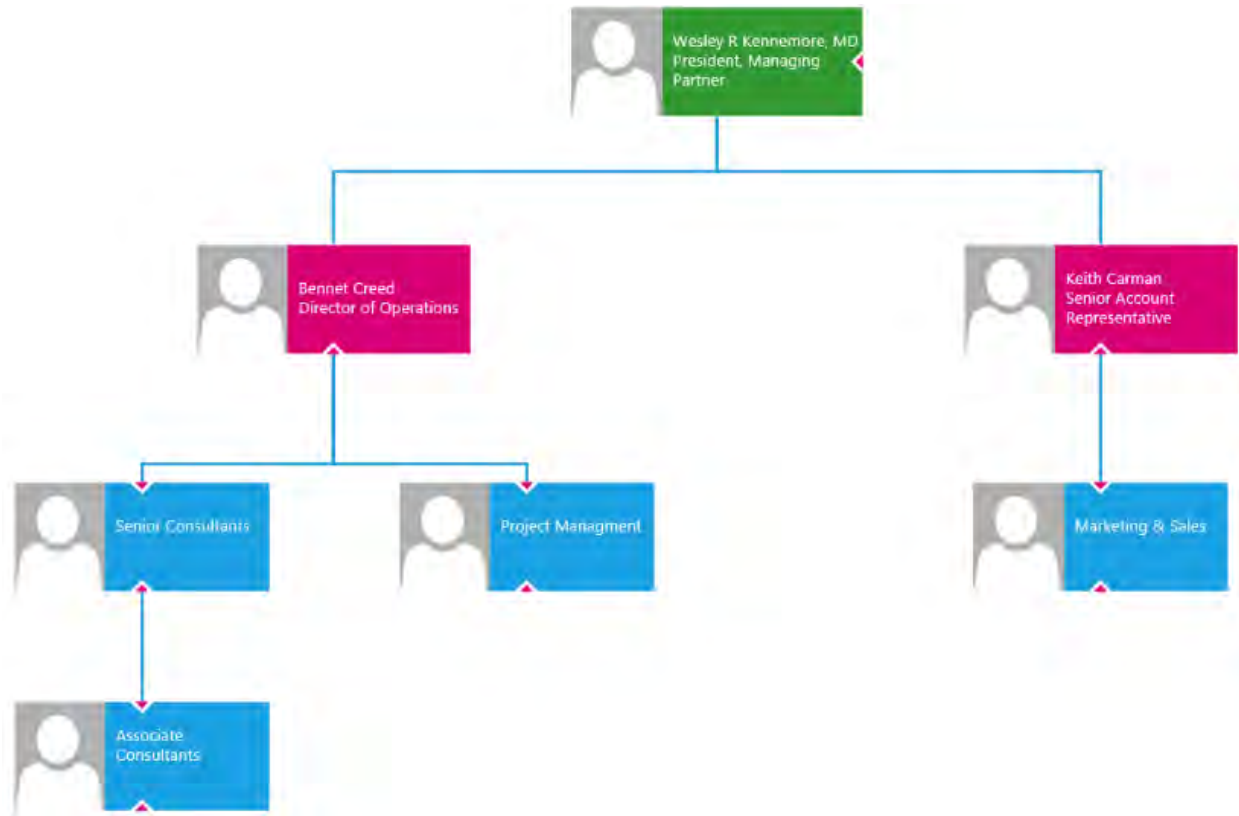 Wesley R Kennemore, MD
President, Managing
Partner
Bennet Creed
Director of Operations
Keith Carman
Senior Account
Representative
Senior Consultants
Project Managment
Marketing & Sales
Associate
Consultants